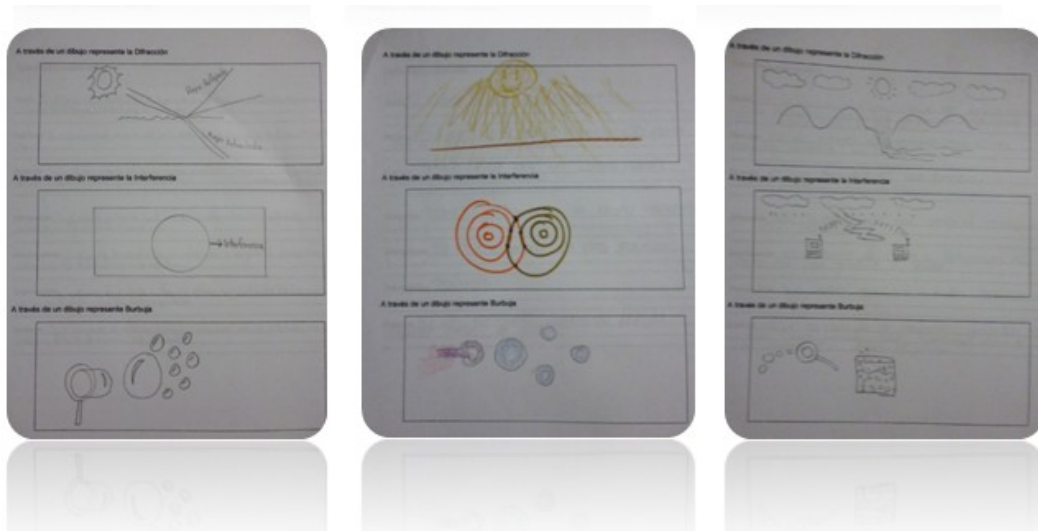 A través de un dibujo represente la Difracción
Rayo
A través de un dibujo represente la Interferencia
Interferencia
A través de un dibujo represente Burbuja
A través de un dibujo represente la Difracción
A través de un dibujo represente la Interferencia
A través de un dibujo represente Burbuja
A través de un dibujo represente la Difracción
A través de un dibujo represente la Interferencia
A través de un dibujo represente Burbuja